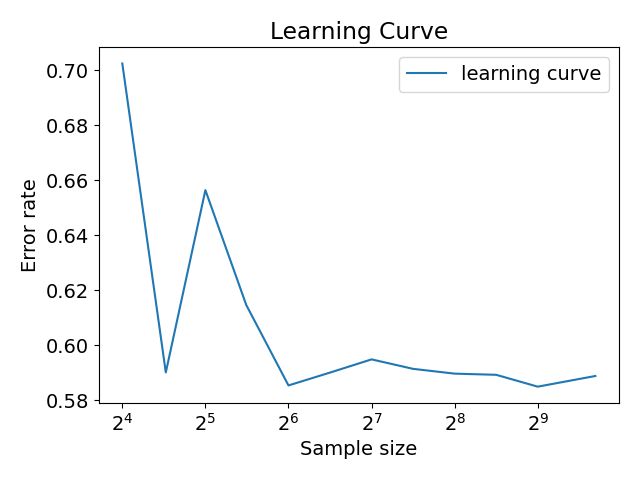 Learning Curve
learning curve
Error rate
0.70
0.68
0.66
0.64
0.62
0.60
0.58
2⁴ 2⁵ 2⁶ 2⁷ 2⁸ 2⁹
Sample size